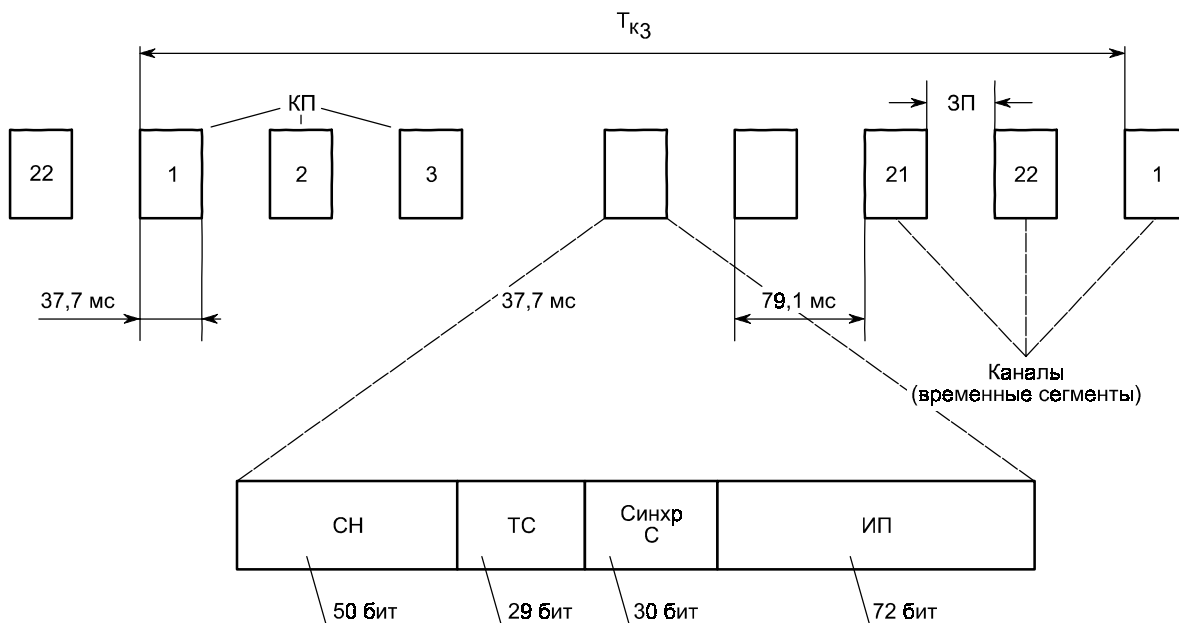 Ткз
КП
ЗП
22
1
2
3
21
22
1
37,7 мс
37,7 мс
79,1 мс
Каналы
(временные сегменты)
СН
ТС
Синхр
С
ИП
50 бит
29 бит
30 бит
72 бит